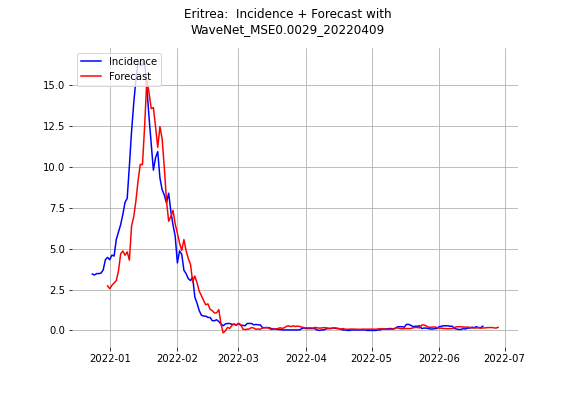 Eritrea:  Incidence + Forecast with
WaveNet_MSE0.0029_20220409
Incidence
Forecast
15.0
12.5
10.0
7.5
5.0
2.5
0.0
2022-01 2022-02 2022-03 2022-04 2022-05 2022-06 2022-07